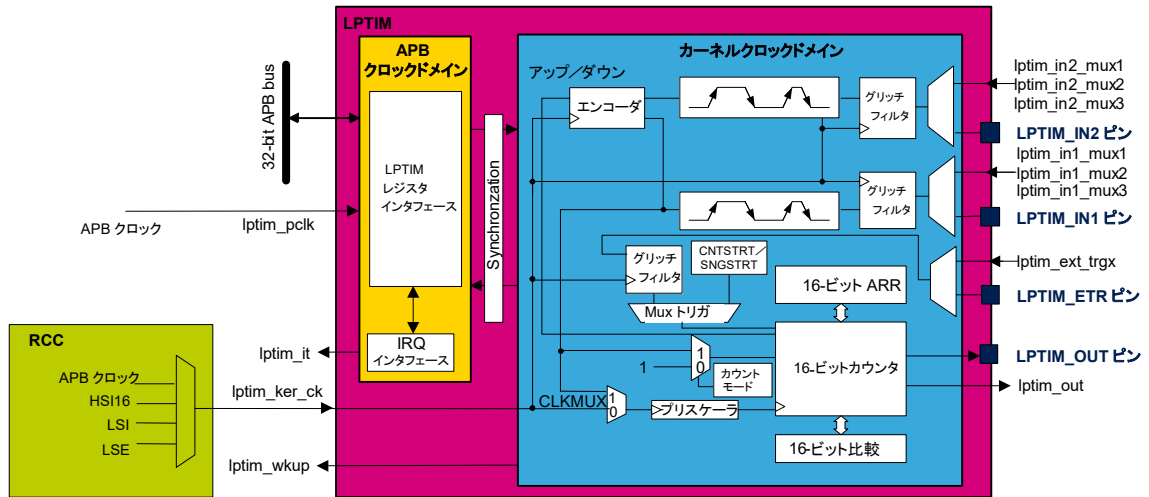 LPTIM
APB
クロックドメイン
カーネルクロックドメイン
アップ／ダウン
エンコーダ
グリッチ
フィルタ
lptim_in2_mux1
lptim_in2_mux2
lptim_in2_mux3
LPTIM_IN2 ピン
32-bit APB bus
LPTIM
レジスタ
インタフェース
Synchronzation
グリッチ
フィルタ
lptim_in1_mux1
lptim_in1_mux2
lptim_in1_mux3
LPTIM_IN1 ピン
APB クロック
lptim_pclk
グリッチ
フィルタ
CNTSTRT／
SNGSTRT
Mux トリガ
16-ビット ARR
lptim_ext_trgx
LPTIM_ETR ピン
RCC
APB クロック
HSI16
LSI
LSE
lptim_it
IRQ
インタフェース
1
1
0
カウント
モード
16-ビットカウンタ
LPTIM_OUT ピン
lptim_out
lptim_ker_ck
CLKMUX
1
0
プリスケーラ
16-ビット比較
lptim_wkup